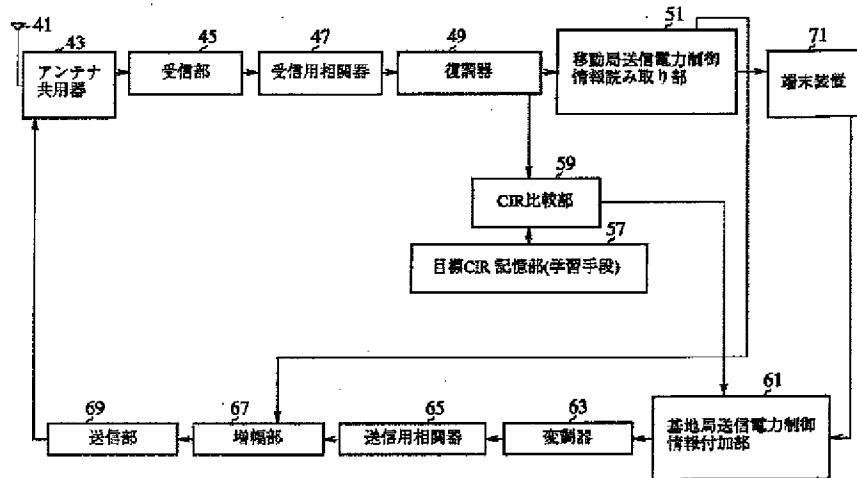 41
43
アンテナ
共用器
45
受信部
47
受信用相関器
49
復調器
51
移動局送信電力制御
情報読み取り部
71
端末装置
59
CIR比較部
57
目標CIR 記憶部(学習手段)
69
送信部
67
増幅部
65
送信用相関器
63
変調器
61
基地局送信電力制御
情報付加部